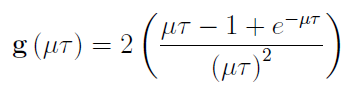 g (μτ) = 2 ( (μτ − 1 + e^{−μτ}) / (μτ)^2 )